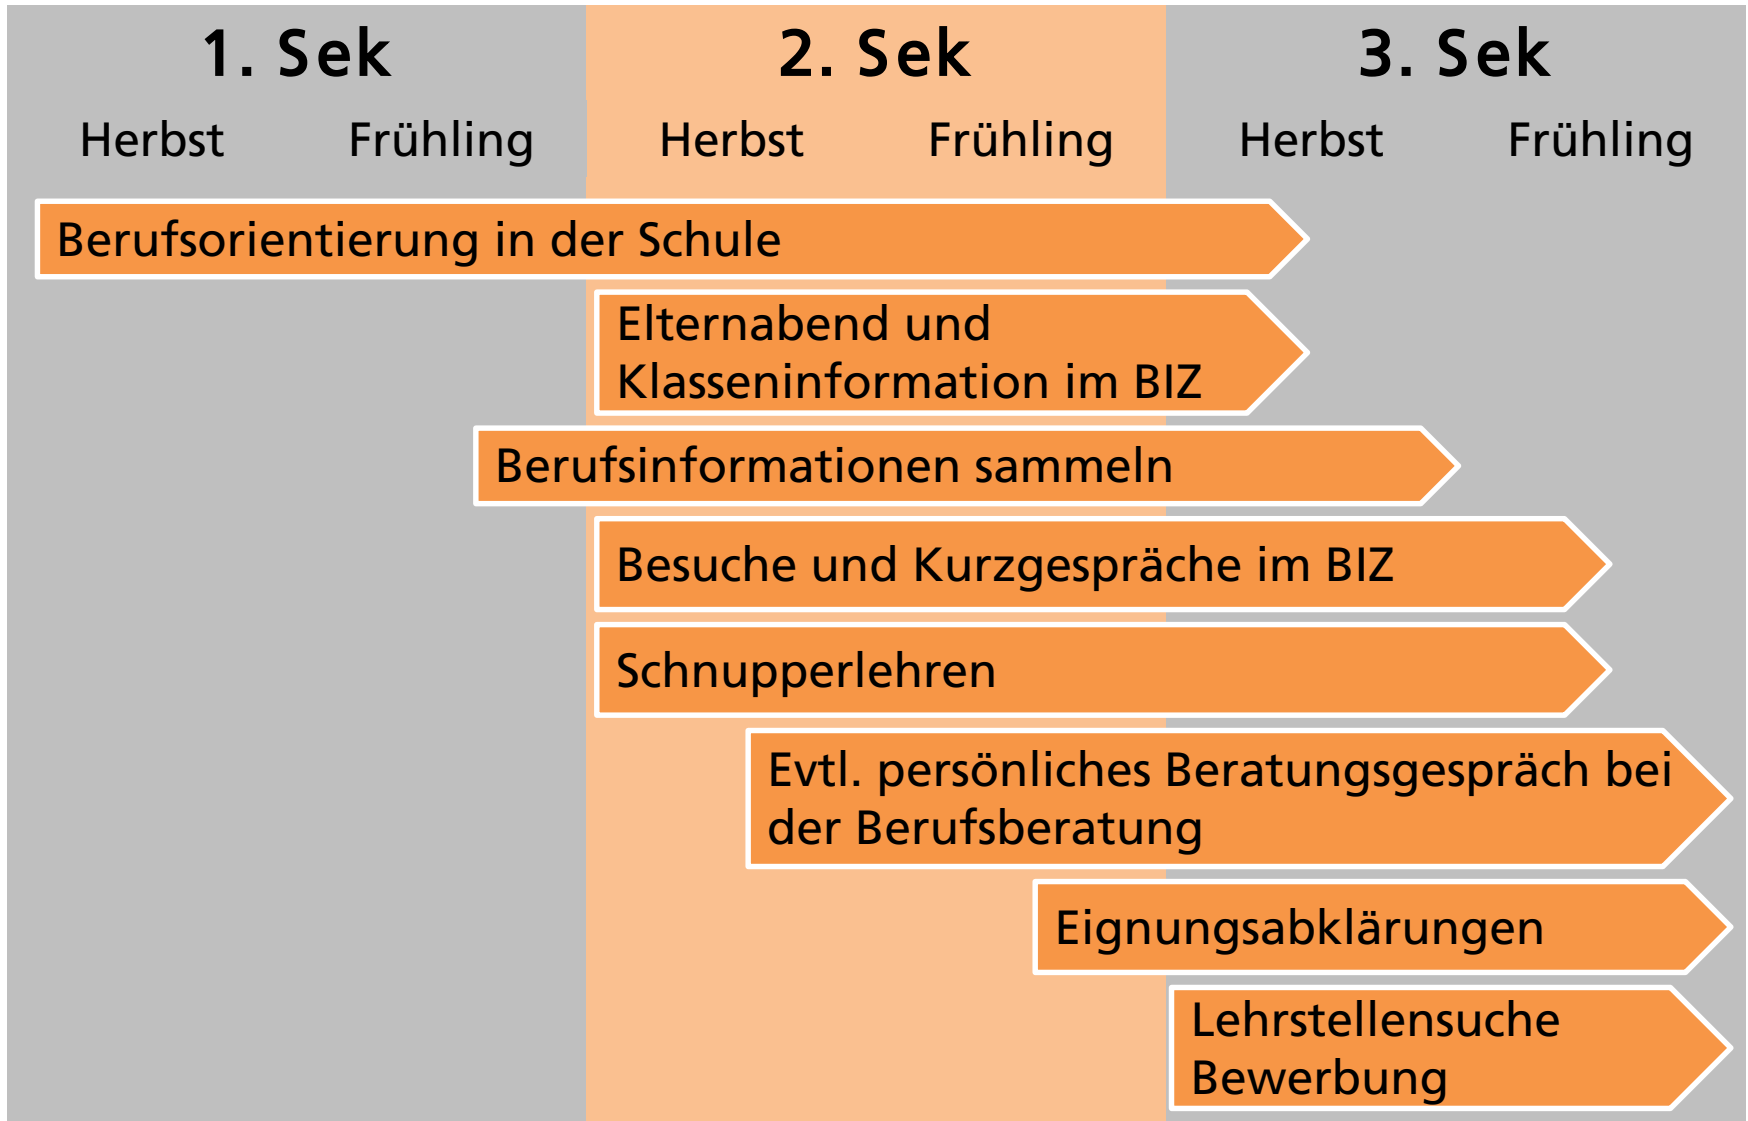 1. Sek 2. Sek 3. Sek
Herbst Frühling Herbst Frühling Herbst Frühling
Berufsorientierung in der Schule
Elternabend und
Klasseninformation im BIZ
Berufsinformationen sammeln
Besuche und Kurzgespräche im BIZ
Schnupperlehren
Evtl. persönliches Beratungsgespräch bei
der Berufsberatung
Eignungsabklärungen
Lehrstellensuche
Bewerbung